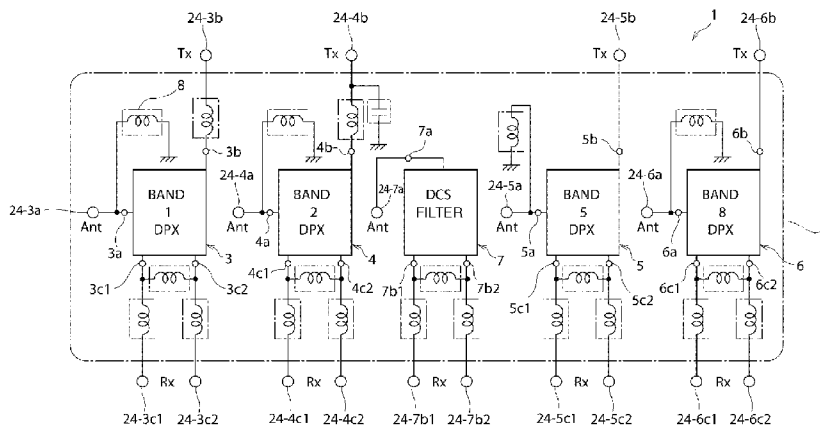 24-3b 24-4b 24-5b 24-6b 1
Tx Tx Tx Tx
8
7a
3b 4b 5b 6b
24-4a 24-7a 24-5a 24-6a
24-3a
Ant Ant Ant Ant Ant
BAND 1 DPX
BAND 2 DPX
DCS FILTER
BAND 5 DPX
BAND 8 DPX
3a 4a 5a 6a
3 4 7 5 6
3c1 3c2 4c1 4c2 7b1 7b2 5c1 5c2 6c1 6c2
Rx Rx Rx Rx Rx
24-3c1 24-4c1 24-7b1 24-5c1 24-6c1
24-3c2 24-4c2 24-7b2 24-5c2 24-6c2